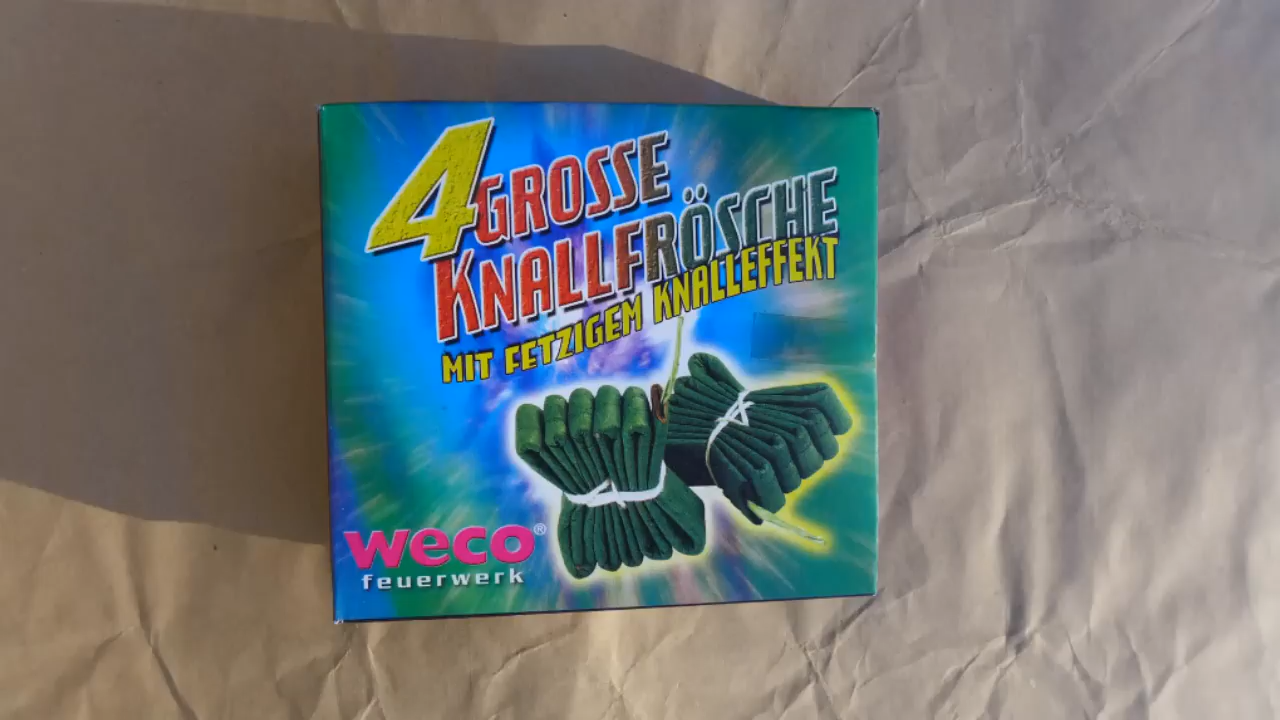 4 GROSSE
KNALLFRÖSCHE
MIT FETZIGEM KNALLEFFEKT
weco®
feuerwerk